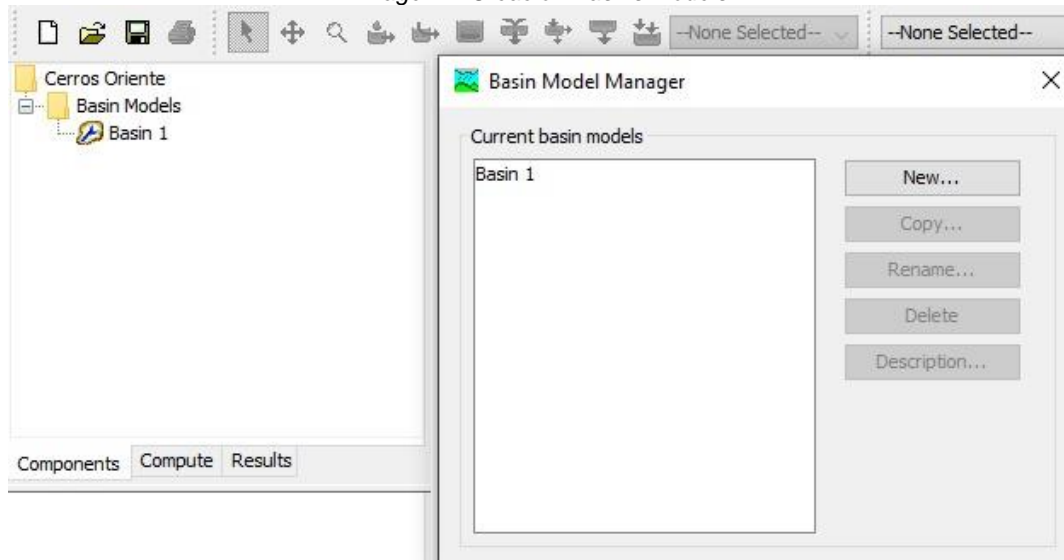 --None Selected--
--None Selected--
Cerros Oriente
Basin Models
Basin 1
Components
Compute
Results
Basin Model Manager
Current basin models
Basin 1
New...
Copy...
Rename...
Delete
Description...